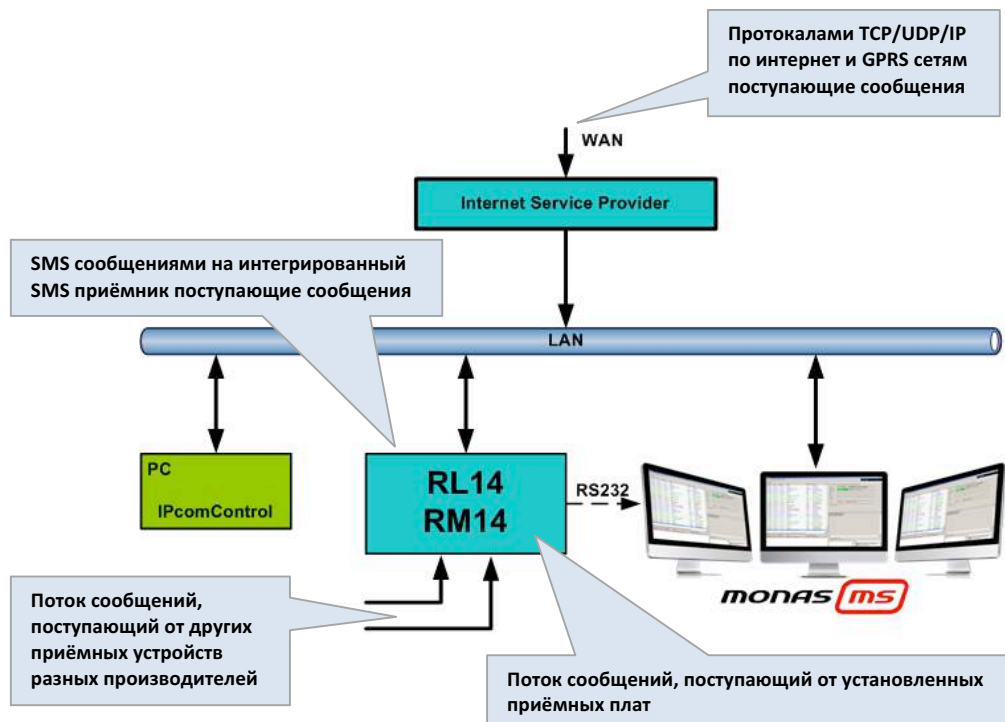 Протокалами TCP/UDP/IP
по интернет и GPRS сетям
поступающие сообщения
WAN
Internet Service Provider
SMS сообщениями на интегрированный
SMS приёмник поступающие сообщения
LAN
PC
IPcomControl
RL14
RM14
RS232
monas ms
Поток сообщений,
поступающий от других
приёмных устройств
разных производителей
Поток сообщений, поступающий от установленных
приёмных плат